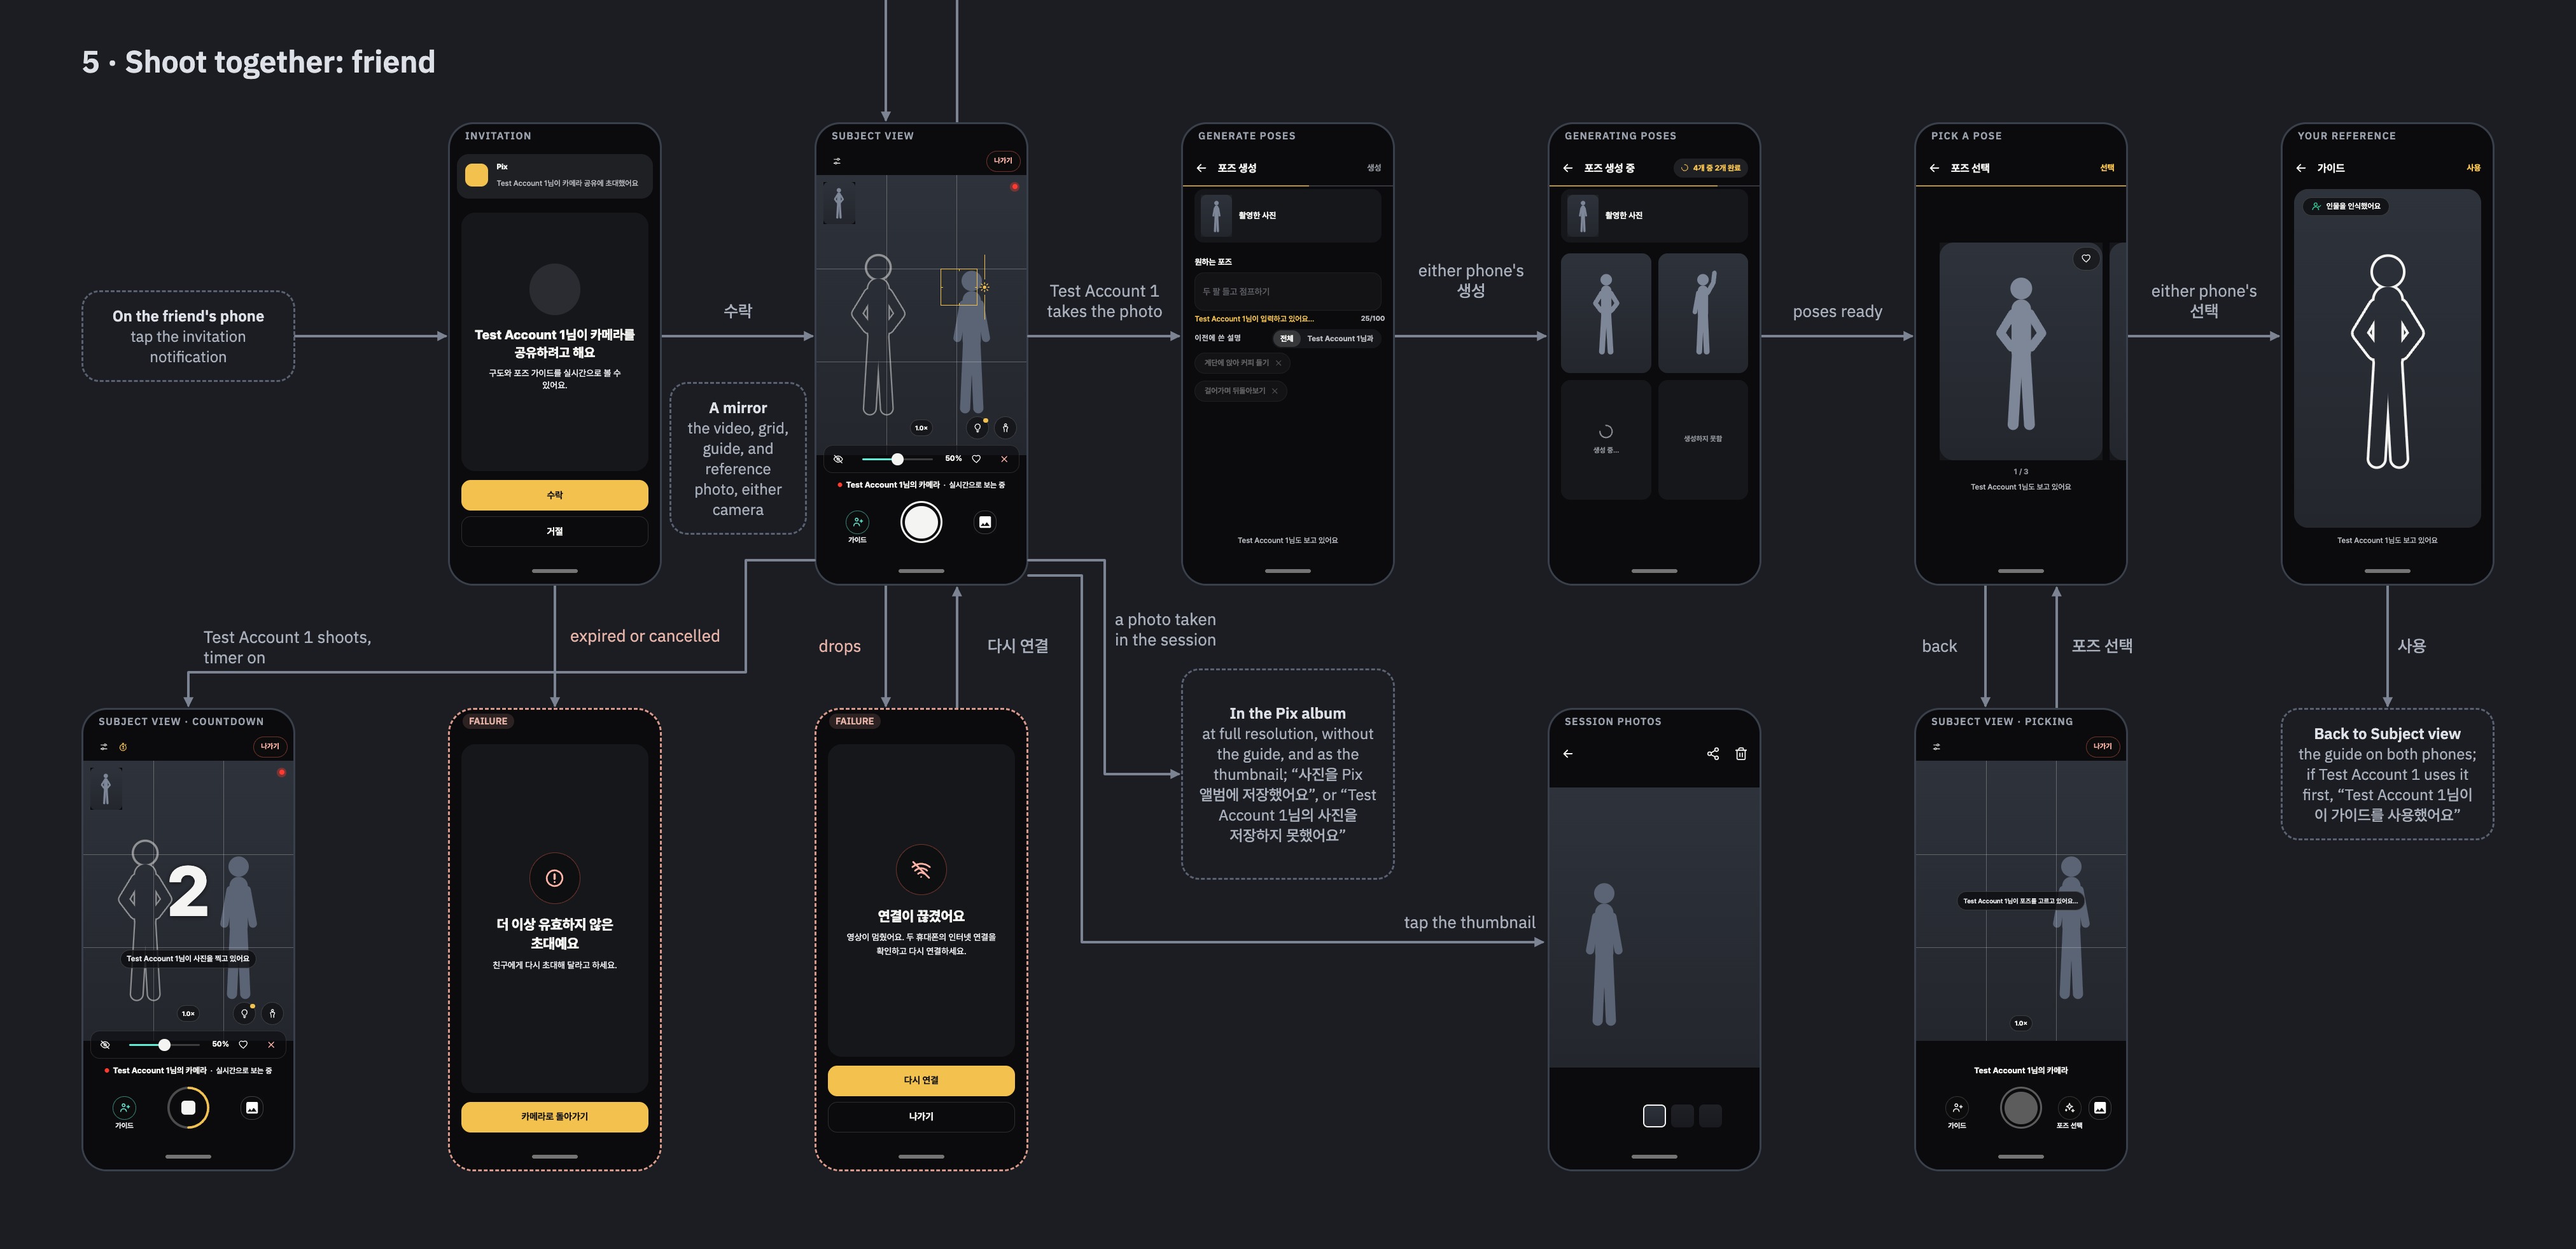 5 · Shoot together: friend
On the friend's phone
tap the invitation
notification
INVITATION
Pix
Test Account 1님이 카메라 공유에 초대했어요
Test Account 1님이 카메라를
공유하려고 해요
구도와 포즈 가이드를 실시간으로 볼 수
있어요.
수락
거절
수락
A mirror
the video, grid,
guide, and
reference
photo, either
camera
SUBJECT VIEW
나가기
1.0×
50%
Test Account 1님의 카메라 · 실시간으로 보는 중
가이드
Test Account 1
takes the photo
GENERATE POSES
포즈 생성
생성
촬영한 사진
원하는 포즈
두 팔 들고 점프하기
Test Account 1님이 입력하고 있어요...
25/100
이전에 쓴 설명
전체
Test Account 1님과
계단에 앉아 커피 들기
걸어가며 뒤돌아보기
Test Account 1님도 보고 있어요
either phone's
생성
GENERATING POSES
포즈 생성 중
4개 중 2개 완료
촬영한 사진
생성 중...
생성하지 못함
poses ready
PICK A POSE
포즈 선택
선택
1 / 3
Test Account 1님도 보고 있어요
either phone's
선택
YOUR REFERENCE
가이드
사용
인물을 인식했어요
Test Account 1님도 보고 있어요
Test Account 1 shoots,
timer on
expired or cancelled
drops
다시 연결
a photo taken
in the session
back
포즈 선택
사용
SUBJECT VIEW · COUNTDOWN
나가기
2
Test Account 1님이 사진을 찍고 있어요
1.0×
50%
Test Account 1님의 카메라 · 실시간으로 보는 중
가이드
FAILURE
더 이상 유효하지 않은
초대예요
친구에게 다시 초대해 달라고 하세요.
카메라로 돌아가기
FAILURE
연결이 끊겼어요
영상이 멈췄어요. 두 휴대폰의 인터넷 연결을
확인하고 다시 연결하세요.
다시 연결
나가기
In the Pix album
at full resolution, without
the guide, and as the
thumbnail; “사진을 Pix
앨범에 저장했어요”, or “Test
Account 1님의 사진을
저장하지 못했어요”
tap the thumbnail
SESSION PHOTOS
SUBJECT VIEW · PICKING
나가기
Test Account 1님이 포즈를 고르고 있어요...
1.0×
Test Account 1님의 카메라
가이드
포즈 선택
Back to Subject view
the guide on both phones;
if Test Account 1 uses it
first, “Test Account 1님이
이 가이드를 사용했어요”